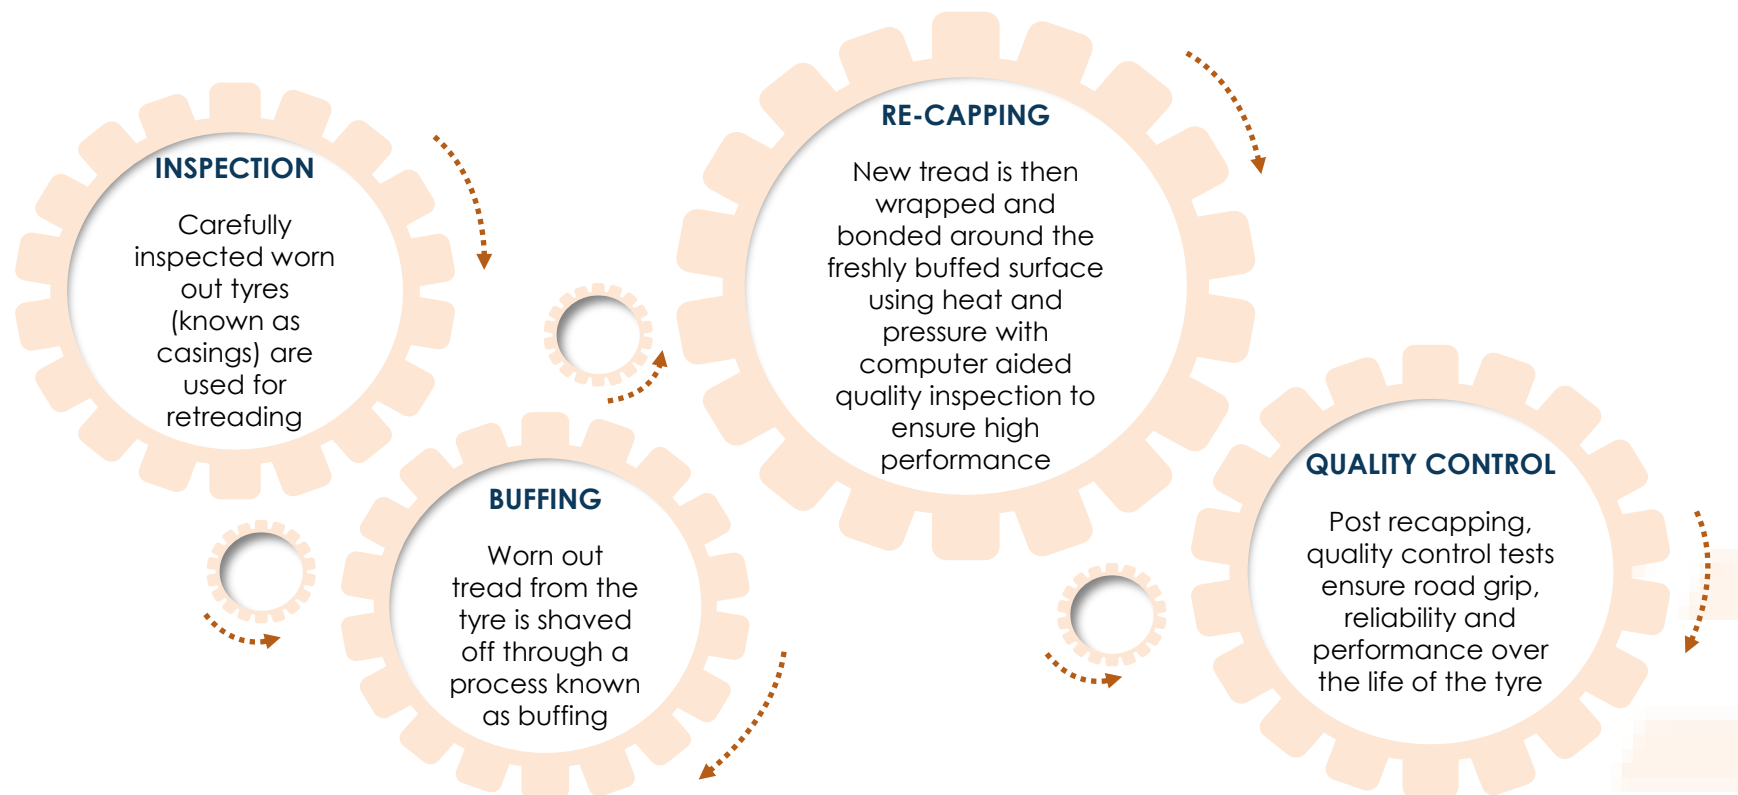 INSPECTION
Carefully
inspected worn
out tyres
(known as
casings) are
used for
retreading
BUFFING
Worn out
tread from the
tyre is shaved
off through a
process known
as buffing
RE-CAPPING
New tread is then
wrapped and
bonded around the
freshly buffed surface
using heat and
pressure with
computer aided
quality inspection to
ensure high
performance
QUALITY CONTROL
Post recapping,
quality control tests
ensure road grip,
reliability and
performance over
the life of the tyre